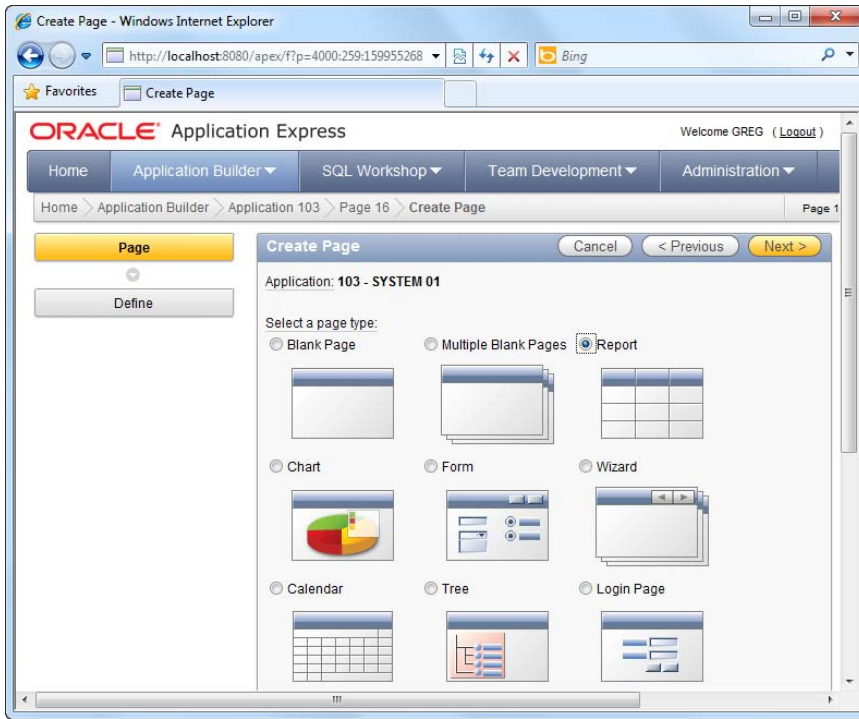 Create Page - Windows Internet Explorer
http://localhost:8080/apex/f?p=4000:259:159955268
Bing
Favorites
Create Page
ORACLE Application Express
Welcome GREG ( Logout )
Home
Application Builder
SQL Workshop
Team Development
Administration
Home > Application Builder > Application 103 > Page 16 > Create Page
Page 1
Page
Create Page
Cancel
< Previous
Next >
Define
Application: 103 - SYSTEM 01
Select a page type:
Blank Page
Multiple Blank Pages
Report
Chart
Form
Wizard
Calendar
Tree
Login Page